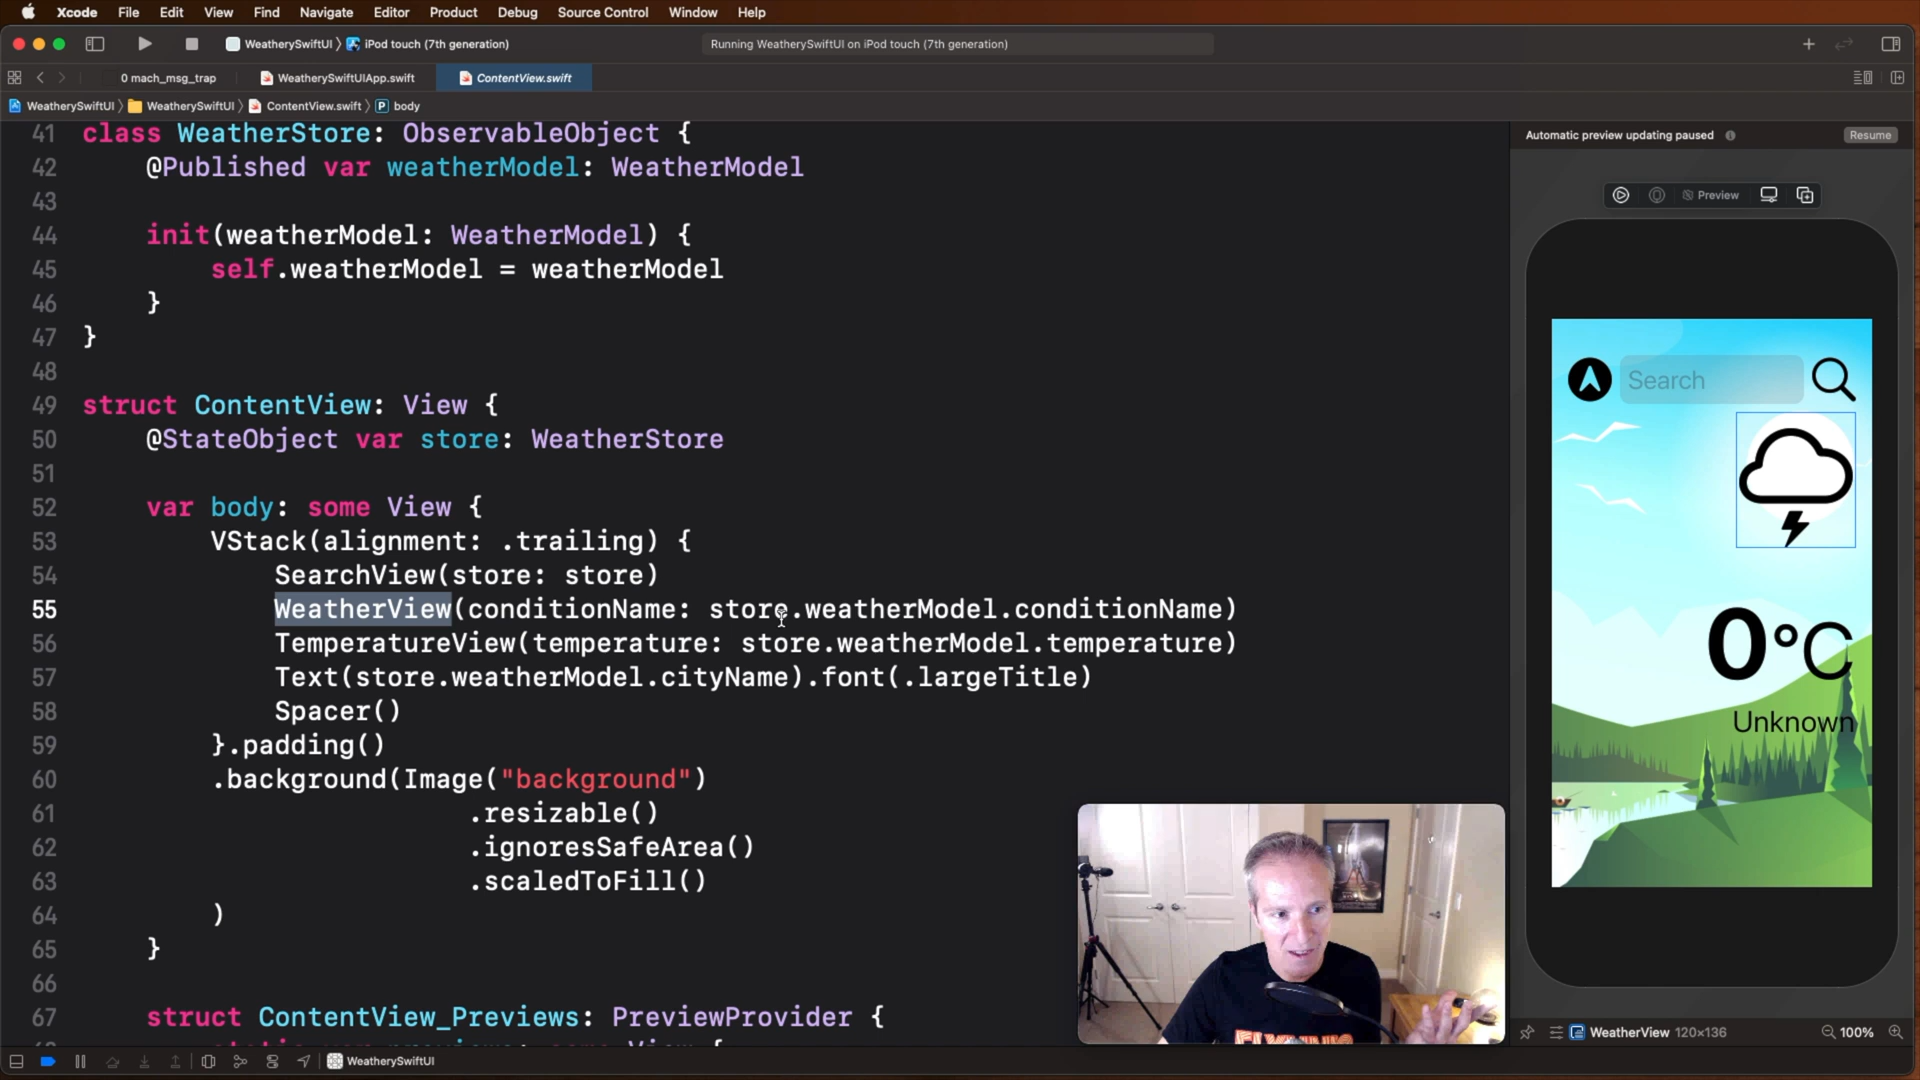 Xcode File Edit View Find Navigate Editor Product Debug Source Control Window Help
WeatherySwiftUI 〉 iPod touch (7th generation)
Running WeatherySwiftUI on iPod touch (7th generation)
0 mach_msg_trap
WeatherySwiftUIApp.swift
ContentView.swift
WeatherySwiftUI 〉 WeatherySwiftUI 〉 ContentView.swift 〉 P body
41 class WeatherStore: ObservableObject {
42 @Published var weatherModel: WeatherModel
43
44 init(weatherModel: WeatherModel) {
45 self.weatherModel = weatherModel
46 }
47 }
48
49 struct ContentView: View {
50 @StateObject var store: WeatherStore
51
52 var body: some View {
53 VStack(alignment: .trailing) {
54 SearchView(store: store)
55 WeatherView(conditionName: store.weatherModel.conditionName)
56 TemperatureView(temperature: store.weatherModel.temperature)
57 Text(store.weatherModel.cityName).font(.largeTitle)
58 Spacer()
59 }.padding()
60 .background(Image("background")
61 .resizable()
62 .ignoresSafeArea()
63 .scaledToFill()
64 )
65 }
66
67 struct ContentView_Previews: PreviewProvider {
Automatic preview updating paused
Resume
Preview
Search
0°C
Unknown
WeatherView 120×136
100%
WeatherySwiftUI